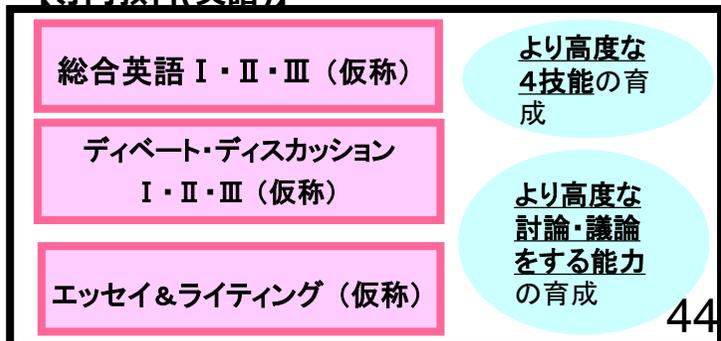 総合英語Ⅰ・Ⅱ・Ⅲ（仮称）
より高度な
4技能の育
成
ディベート・ディスカッション
Ⅰ・Ⅱ・Ⅲ（仮称）
より高度な
討論・議論
をする能力
の育成
エッセイ＆ライティング（仮称）
44